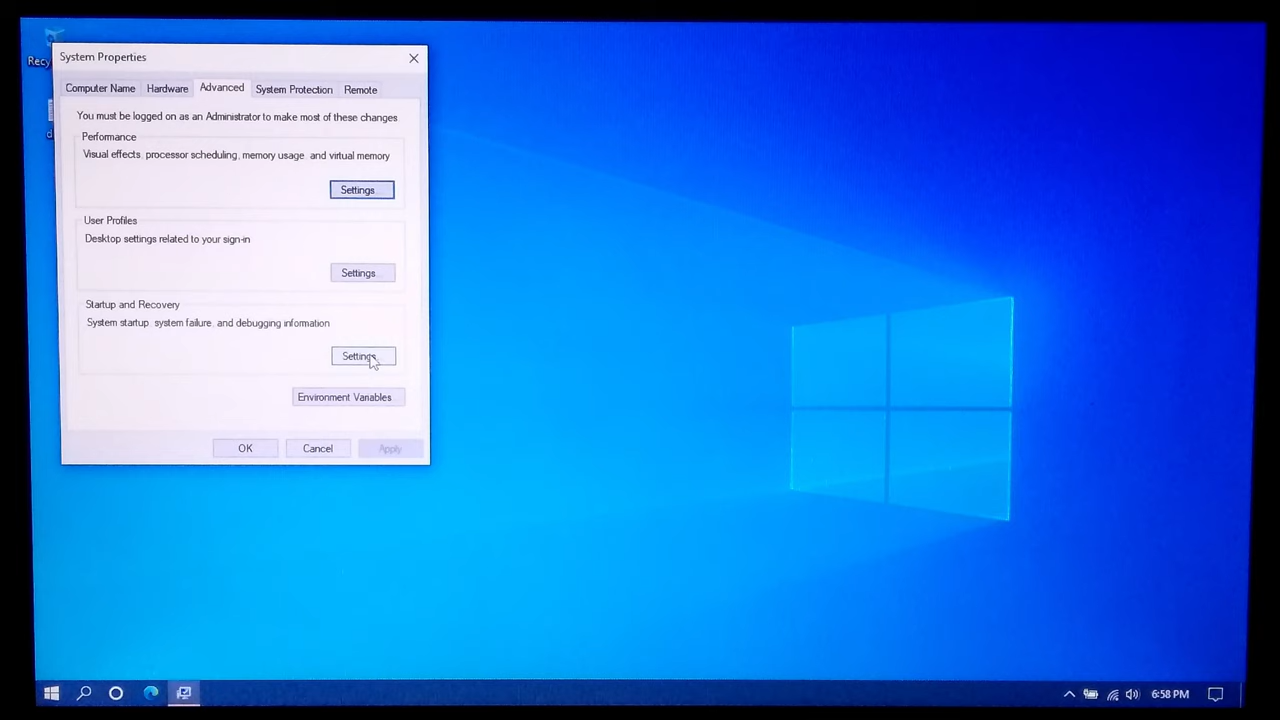 Recy
System Properties
Computer Name Hardware Advanced System Protection Remote
You must be logged on as an Administrator to make most of these changes.
Performance
Visual effects, processor scheduling, memory usage, and virtual memory
Settings...
User Profiles
Desktop settings related to your sign-in
Settings...
Startup and Recovery
System startup, system failure, and debugging information
Settings...
Environment Variables...
OK Cancel Apply
6:58 PM